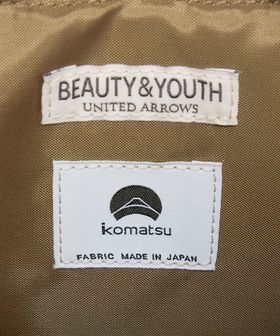 BEAUTY&YOUTH
UNITED ARROWS
komatsu
FABRIC MADE IN JAPAN